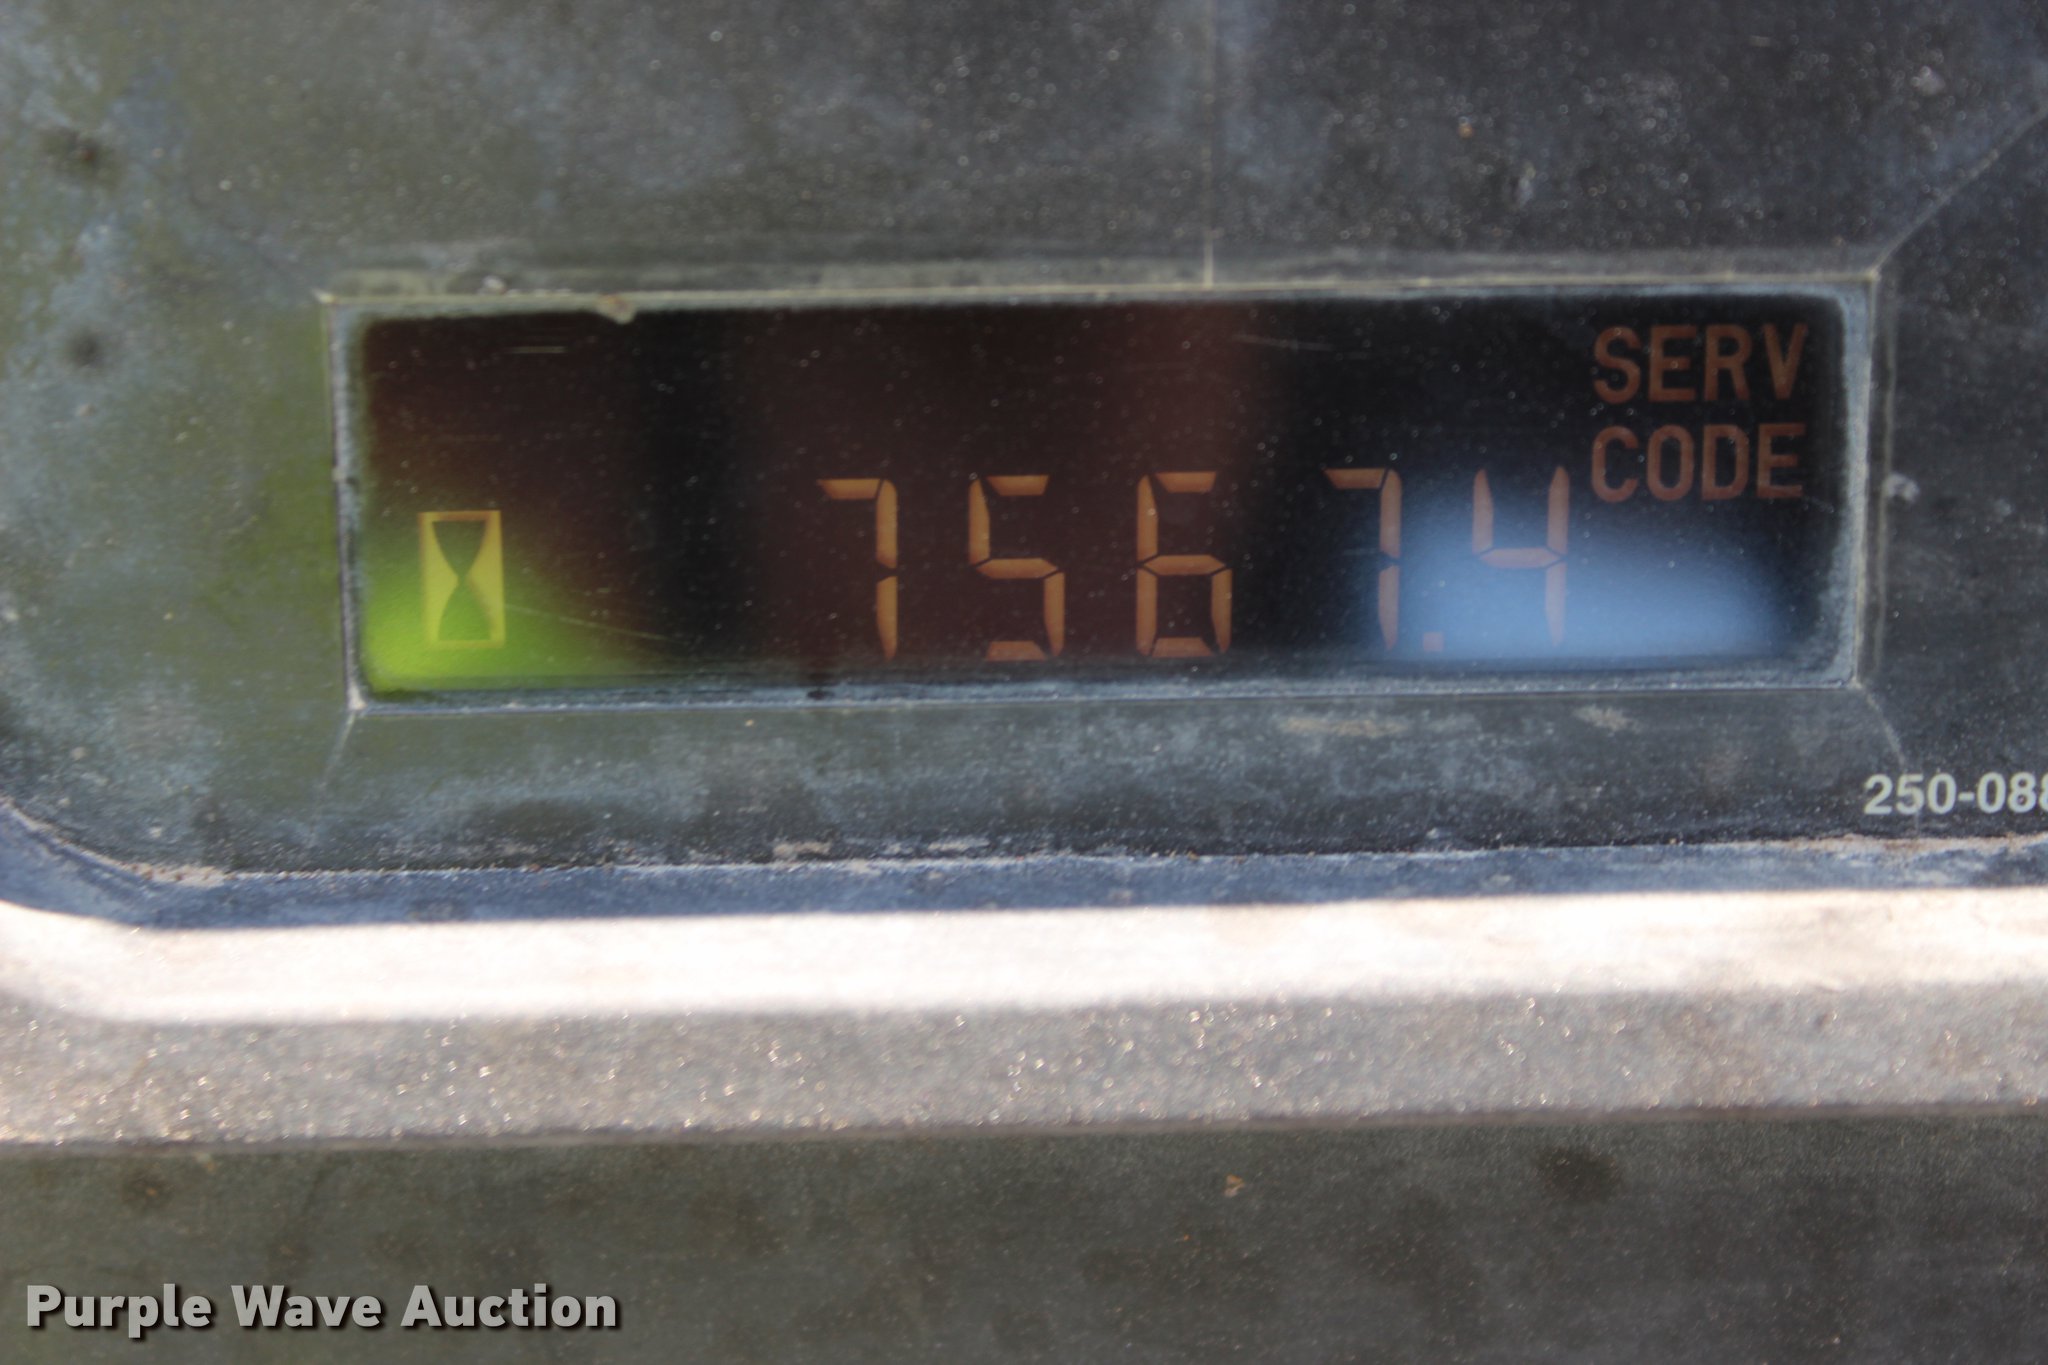 SERV
CODE
7567.4
250-088
Purple Wave Auction